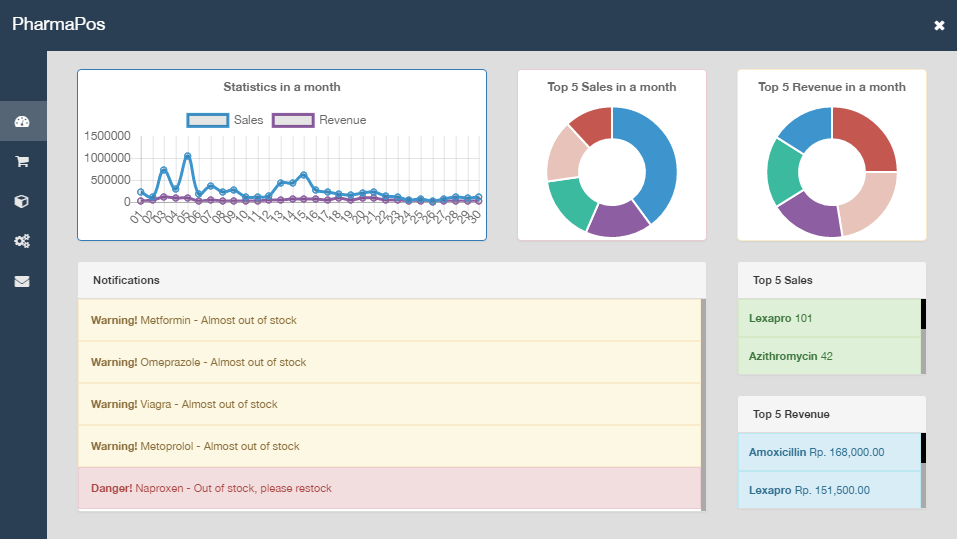 PharmaPos
Statistics in a month
Sales Revenue
1500000
1000000
500000
0
01 02 03 04 05 06 07 08 09 10 11 12 13 14 15 16 17 18 19 20 21 22 23 24 25 26 27 28 29 30
Top 5 Sales in a month
Top 5 Revenue in a month
Notifications
Warning! Metformin - Almost out of stock
Warning! Omeprazole - Almost out of stock
Warning! Viagra - Almost out of stock
Warning! Metoprolol - Almost out of stock
Danger! Naproxen - Out of stock, please restock
Top 5 Sales
Lexapro 101
Azithromycin 42
Top 5 Revenue
Amoxicillin Rp. 168,000.00
Lexapro Rp. 151,500.00